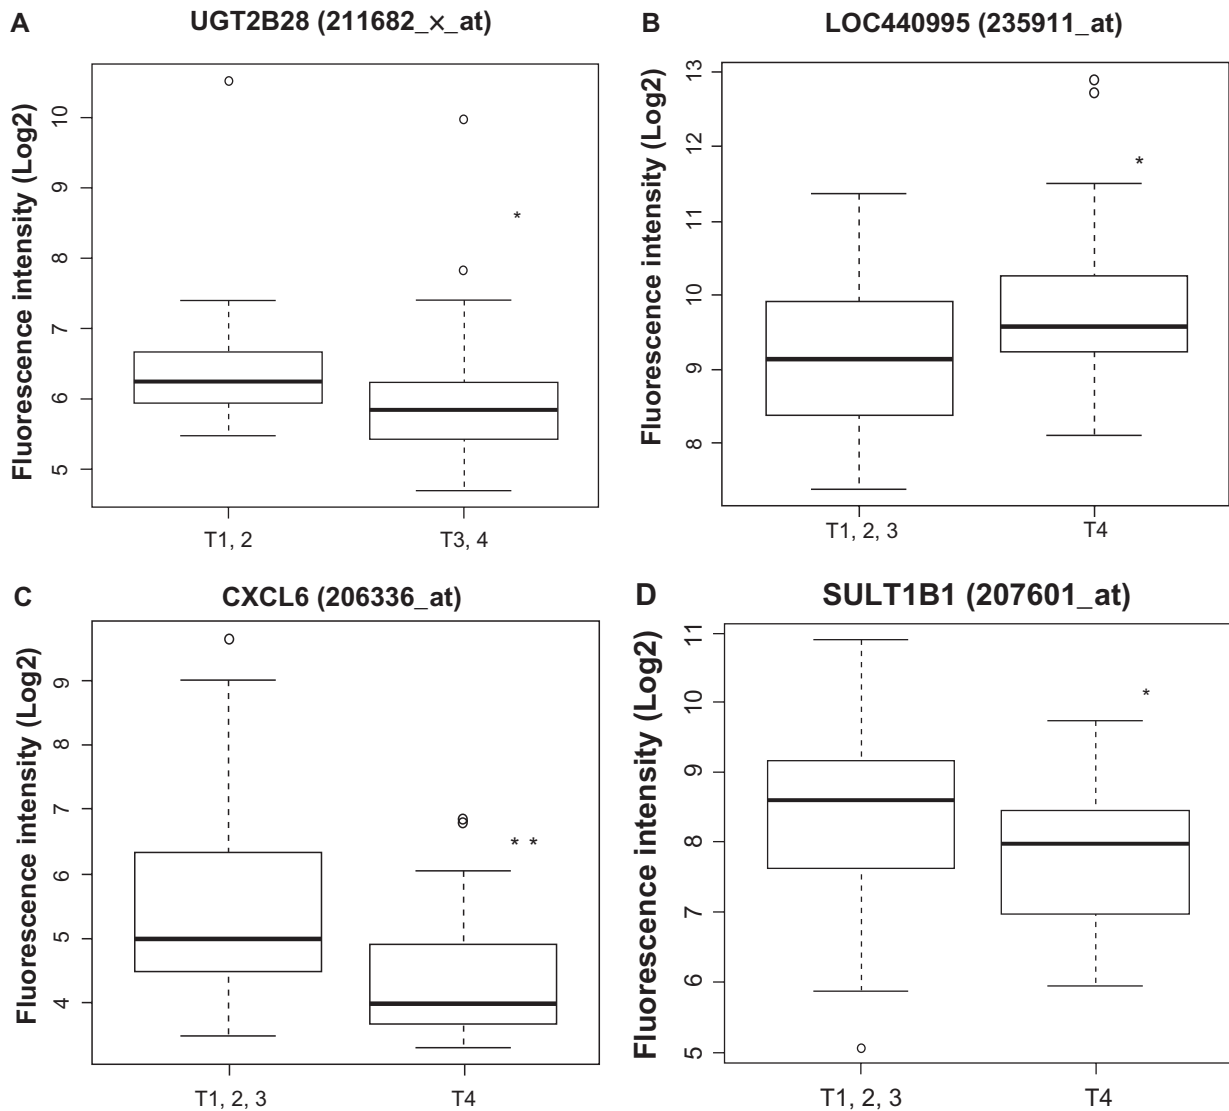 A
UGT2B28 (211682_×_at)
Fluorescence intensity (Log2)
10
9
8
7
6
5
*
T1, 2
T3, 4
B
LOC440995 (235911_at)
Fluorescence intensity (Log2)
13
12
11
10
9
8
*
T1, 2, 3
T4
C
CXCL6 (206336_at)
Fluorescence intensity (Log2)
9
8
7
6
5
4
* *
T1, 2, 3
T4
D
SULT1B1 (207601_at)
Fluorescence intensity (Log2)
11
10
9
8
7
6
5
*
T1, 2, 3
T4